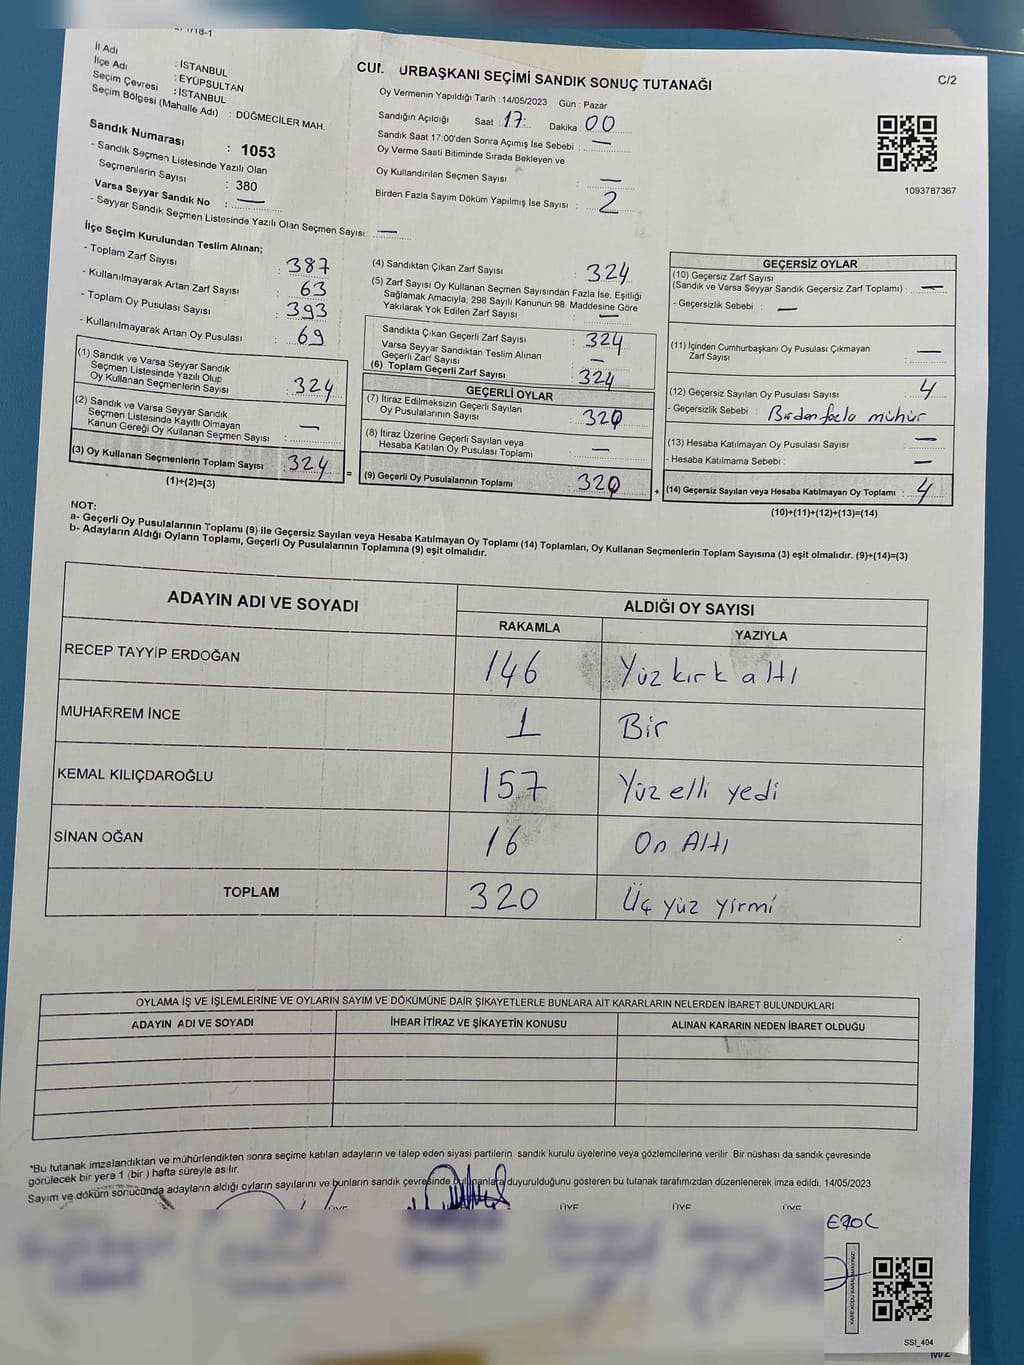 C/2
İl Adı
İlçe Adı : İSTANBUL
Seçim Çevresi : EYÜPSULTAN
Seçim Bölgesi (Mahalle Adı) : İSTANBUL
: DÜĞMECİLER MAH.
Sandık Numarası : 1053
- Sandık Seçmen Listesinde Yazılı Olan
Seçmenlerin Sayısı : 380
Varsa Seyyar Sandık No : —
- Seyyar Sandık Seçmen Listesinde Yazılı Olan Seçmen Sayısı: —
URBAŞKANI SEÇİMİ SANDIK SONUÇ TUTANAĞI
Oy Vermenin Yapıldığı Tarih : 14/05/2023 Gün : Pazar
Sandığın Açıldığı Saat : 17: Dakika : 00
Sandık Saat 17:00'den Sonra Açımış İse Sebebi : —
Oy Verme Saati Bitiminde Sırada Bekleyen ve
Oy Kullandırılan Seçmen Sayısı : —
Birden Fazla Sayım Döküm Yapılmış İse Sayısı : 2
1093787367
İlçe Seçim Kurulundan Teslim Alınan;
- Toplam Zarf Sayısı : 387
- Kullanılmayarak Artan Zarf Sayısı : 63
- Toplam Oy Pusulası Sayısı : 393
- Kullanılmayarak Artan Oy Pusulası : 69
(1) Sandık ve Varsa Seyyar Sandık
Seçmen Listesinde Yazılı Olup
Oy Kullanan Seçmenlerin Sayısı : 324
(2) Sandık ve Varsa Seyyar Sandık
Seçmen Listesinde Kayıtlı Olmayan
Kanun Gereği Oy Kullanan Seçmen Sayısı : —
(3) Oy Kullanan Seçmenlerin Toplam Sayısı : 324
(1)+(2)=(3)
=
(4) Sandıktan Çıkan Zarf Sayısı : 324
(5) Zarf Sayısı Oy Kullanan Seçmen Sayısından Fazla İse, Eşitliği
Sağlamak Amacıyla, 298 Sayılı Kanunun 98. Maddesine Göre
Yakılarak Yok Edilen Zarf Sayısı : —
Sandıkta Çıkan Geçerli Zarf Sayısı : 324
Varsa Seyyar Sandıktan Teslim Alınan
Geçerli Zarf Sayısı : —
(6) Toplam Geçerli Zarf Sayısı : 324
GEÇERLİ OYLAR
(7) İtiraz Edilmeksizin Geçerli Sayılan
Oy Pusulalarının Sayısı : 320
(8) İtiraz Üzerine Geçerli Sayılan veya
Hesaba Katılan Oy Pusulası Toplamı : —
(9) Geçerli Oy Pusulalarının Toplamı : 320
+
GEÇERSİZ OYLAR
(10) Geçersiz Zarf Sayısı
(Sandık ve Varsa Seyyar Sandık Geçersiz Zarf Toplamı) : —
- Geçersizlik Sebebi : —
(11) İçinden Cumhurbaşkanı Oy Pusulası Çıkmayan
Zarf Sayısı : —
(12) Geçersiz Sayılan Oy Pusulası Sayısı : 4
- Geçersizlik Sebebi : Birden fazla mühür
(13) Hesaba Katılmayan Oy Pusulası Sayısı : —
- Hesaba Katılmama Sebebi : —
(14) Geçersiz Sayılan veya Hesaba Katılmayan Oy Toplamı : 4
(10)+(11)+(12)+(13)=(14)
NOT:
a- Geçerli Oy Pusulalarının Toplamı (9) ile Geçersiz Sayılan veya Hesaba Katılmayan Oy Toplamı (14) Toplamları, Oy Kullanan Seçmenlerin Toplam Sayısına (3) eşit olmalıdır. (9)+(14)=(3)
b- Adayların Aldığı Oyların Toplamı, Geçerli Oy Pusulalarının Toplamına (9) eşit olmalıdır.
ADAYIN ADI VE SOYADI ALDIĞI OY SAYISI
RAKAMLA YAZIYLA
RECEP TAYYİP ERDOĞAN 146 Yüz kırk altı
MUHARREM İNCE 1 Bir
KEMAL KILIÇDAROĞLU 157 Yüz elli yedi
SİNAN OĞAN 16 On Altı
TOPLAM 320 Üç yüz yirmi
OYLAMA İŞ VE İŞLEMLERİNE VE OYLARIN SAYIM VE DÖKÜMÜNE DAİR ŞİKAYETLERLE BUNLARA AİT KARARLARIN NELERDEN İBARET BULUNDUKLARI
ADAYIN ADI VE SOYADI İHBAR İTİRAZ VE ŞİKAYETİN KONUSU ALINAN KARARIN NEDEN İBARET OLDUĞU
*Bu tutanak imzalandıktan ve mühürlendikten sonra seçime katılan adayların ve talep eden siyasi partilerin sandık kurulu üyelerine veya gözlemcilerine verilir. Bir nüshası da sandık çevresinde
görülecek bir yere 1 (bir ) hafta süreyle asılır.
Sayım ve döküm sonucunda adayların aldığı oyların sayılarını ve bunların sandık çevresinde bulunanlara duyurulduğunu gösteren bu tutanak tarafımızdan düzenlenerek imza edildi. 14/05/2023
ÜYE ÜYE ÜYE ÜYE
EROL
SSI_404